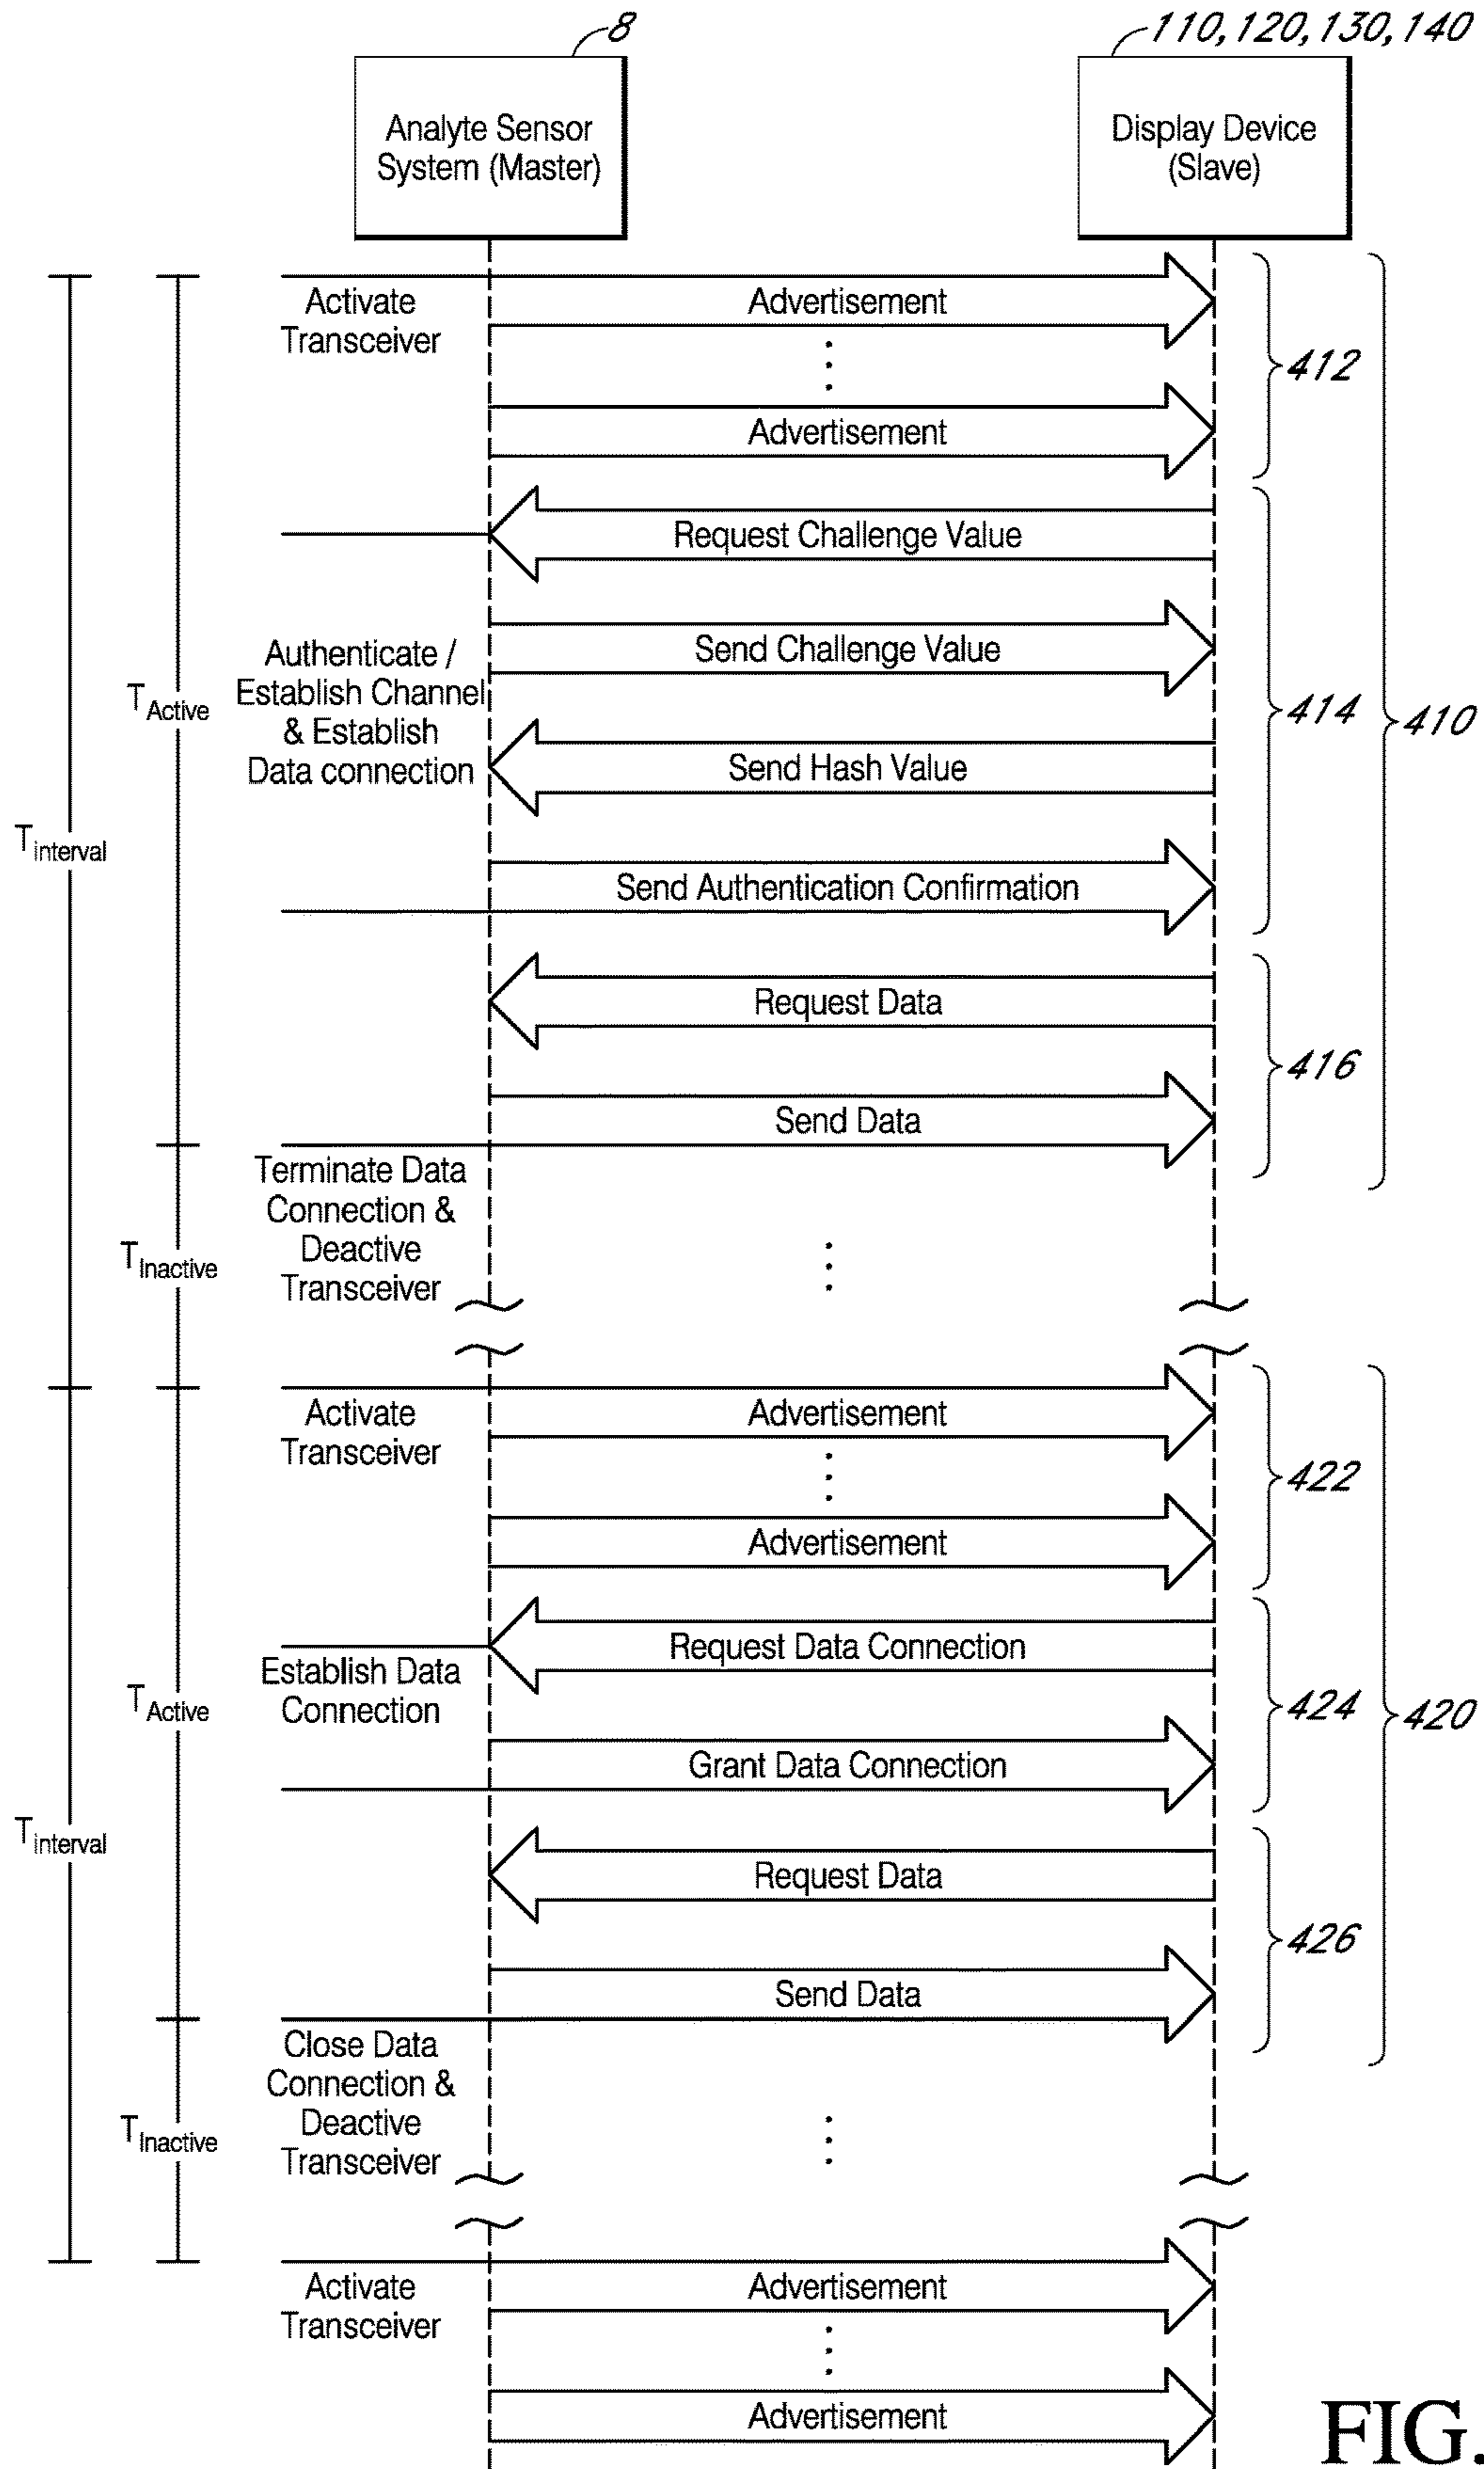 8
110, 120, 130, 140
Analyte Sensor
System (Master)
Display Device
(Slave)
Activate
Transceiver
Advertisement
Advertisement
412
Request Challenge Value
Send Challenge Value
Authenticate /
Establish Channel
& Establish
Data connection
TActive
414
410
Send Hash Value
Tinterval
Send Authentication Confirmation
Request Data
416
Send Data
Terminate Data
Connection &
Deactive
Transceiver
TInactive
Activate
Transceiver
Advertisement
422
Advertisement
Request Data Connection
Establish Data
Connection
TActive
424
420
Grant Data Connection
Tinterval
Request Data
426
Send Data
Close Data
Connection &
Deactive
Transceiver
TInactive
Activate
Transceiver
Advertisement
Advertisement
FIG.